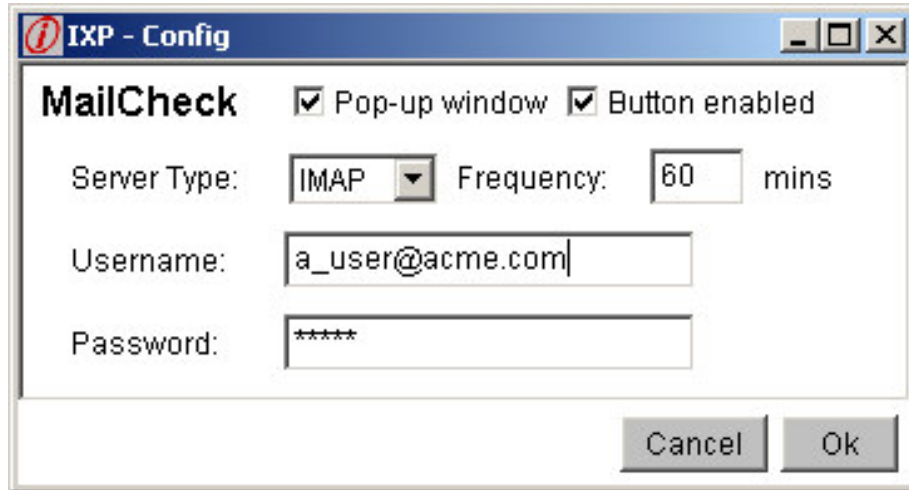 IXP - Config
MailCheck Pop-up window Button enabled
Server Type: IMAP Frequency: 60 mins
Username: a_user@acme.com
Password: *****
Cancel Ok